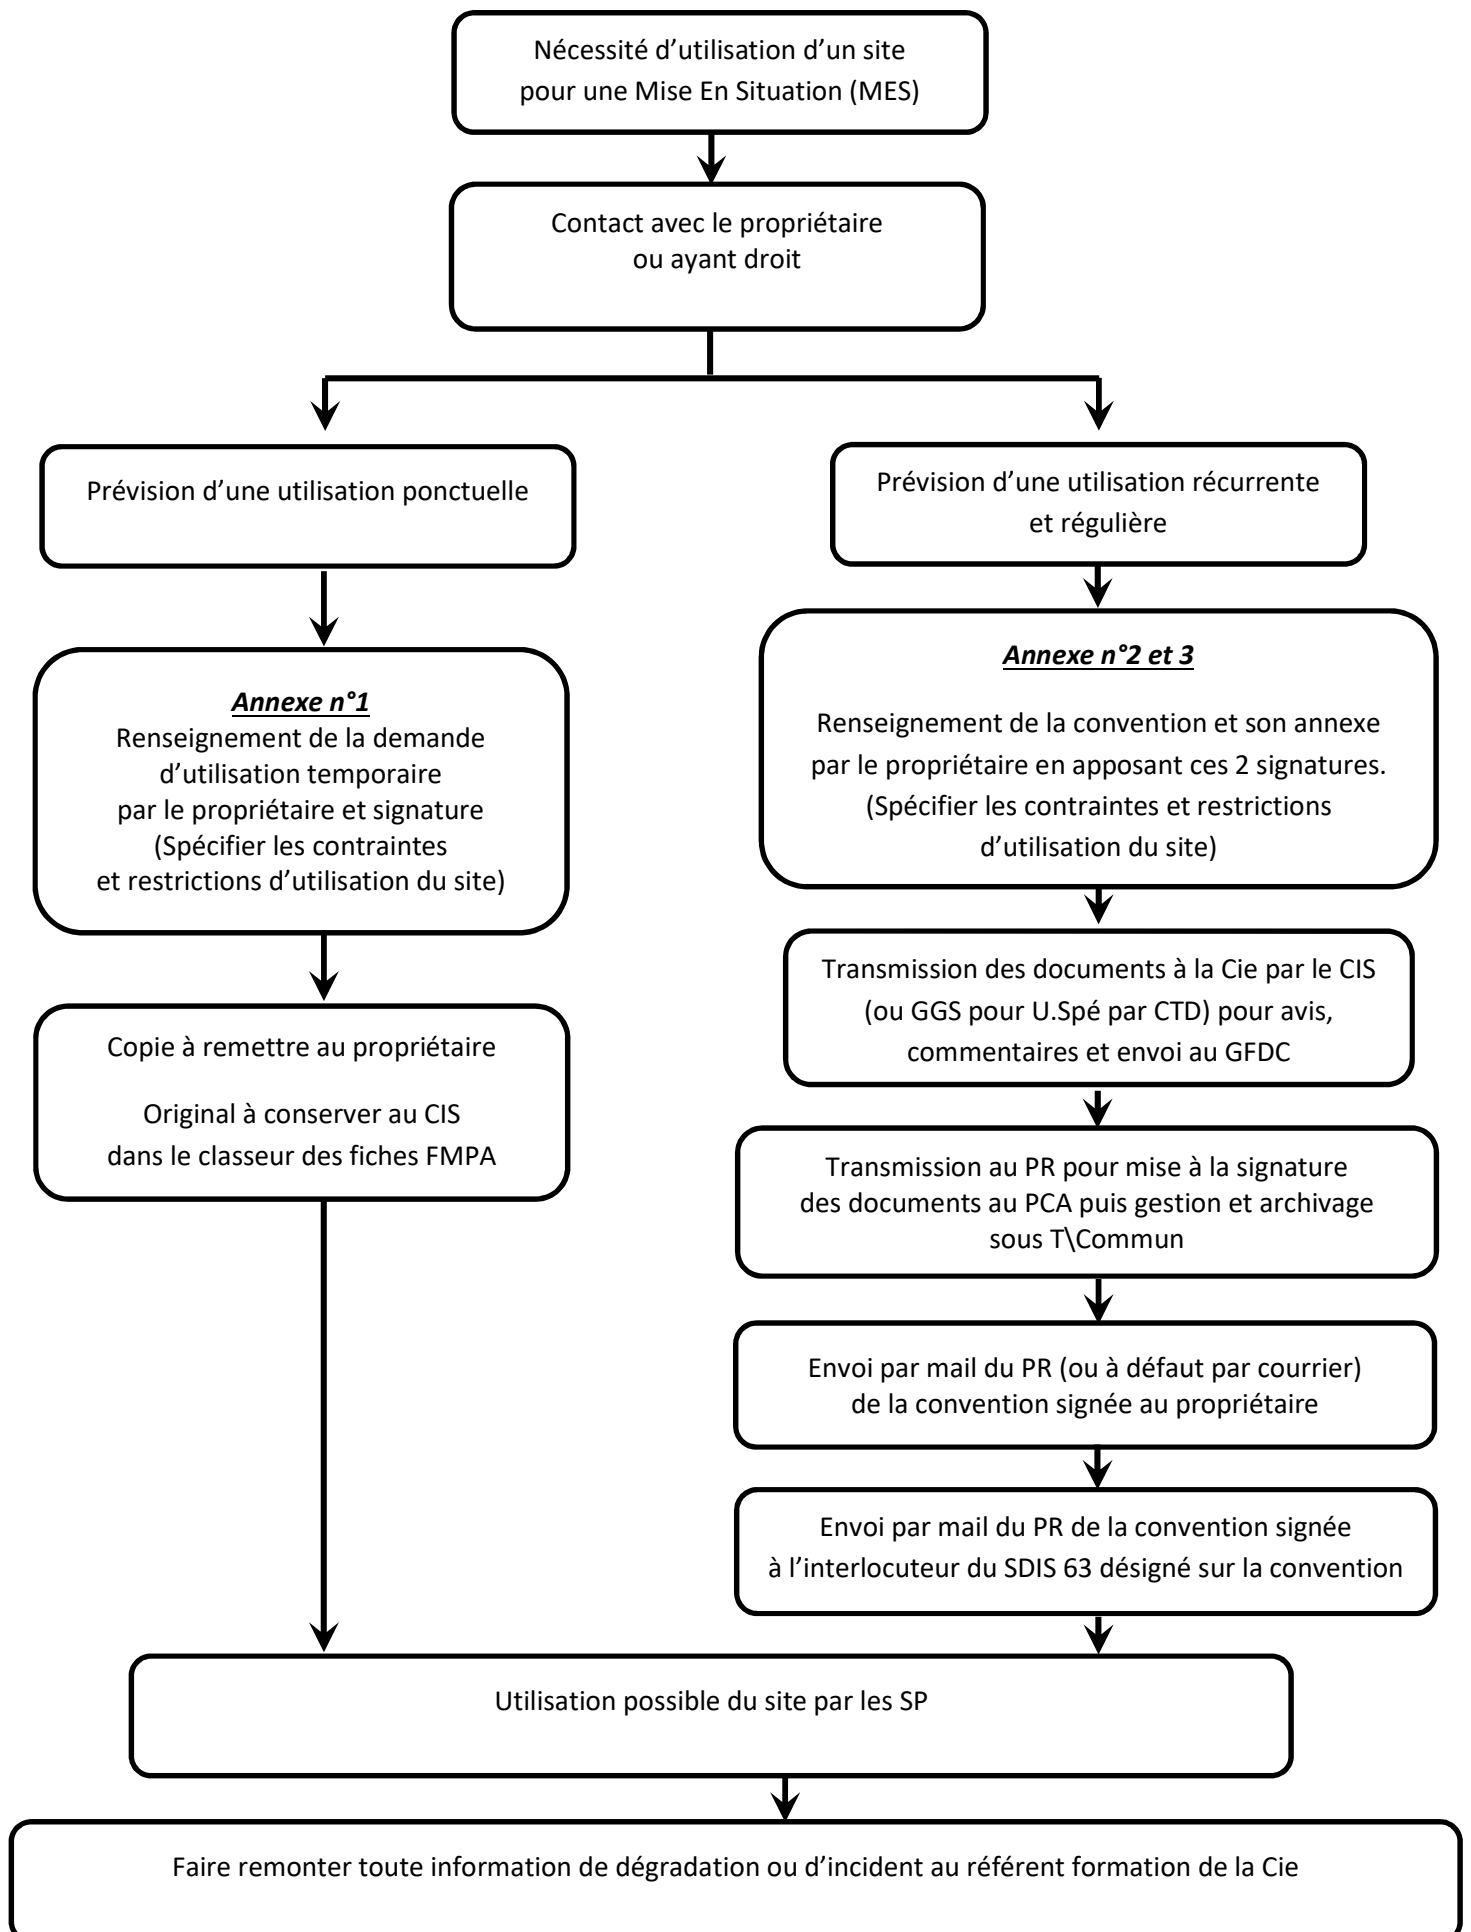 Nécessité d’utilisation d’un site
pour une Mise En Situation (MES)
Contact avec le propriétaire
ou ayant droit
Prévision d’une utilisation ponctuelle
Annexe n°1
Renseignement de la demande
d’utilisation temporaire
par le propriétaire et signature
(Spécifier les contraintes
et restrictions d’utilisation du site)
Copie à remettre au propriétaire
Original à conserver au CIS
dans le classeur des fiches FMPA
Prévision d’une utilisation récurrente
et régulière
Annexe n°2 et 3
Renseignement de la convention et son annexe
par le propriétaire en apposant ces 2 signatures.
(Spécifier les contraintes et restrictions
d’utilisation du site)
Transmission des documents à la Cie par le CIS
(ou GGS pour U.Spé par CTD) pour avis,
commentaires et envoi au GFDC
Transmission au PR pour mise à la signature
des documents au PCA puis gestion et archivage
sous T\Commun
Envoi par mail du PR (ou à défaut par courrier)
de la convention signée au propriétaire
Envoi par mail du PR de la convention signée
à l’interlocuteur du SDIS 63 désigné sur la convention
Utilisation possible du site par les SP
Faire remonter toute information de dégradation ou d’incident au référent formation de la Cie